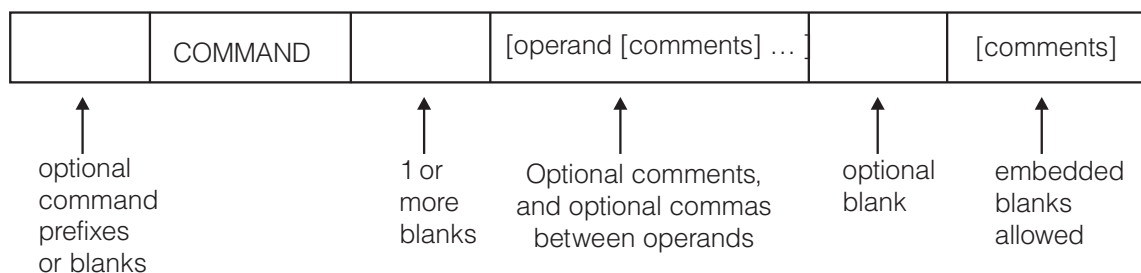 COMMAND
[operand [comments] … ]
[comments]
optional
command
prefixes
or blanks
1 or
more
blanks
Optional comments,
and optional commas
between operands
optional
blank
embedded
blanks
allowed